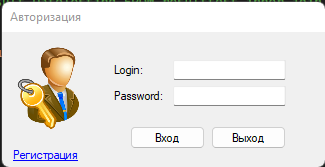 Авторизация
Login:
Password:
Вход Выход
Регистрация